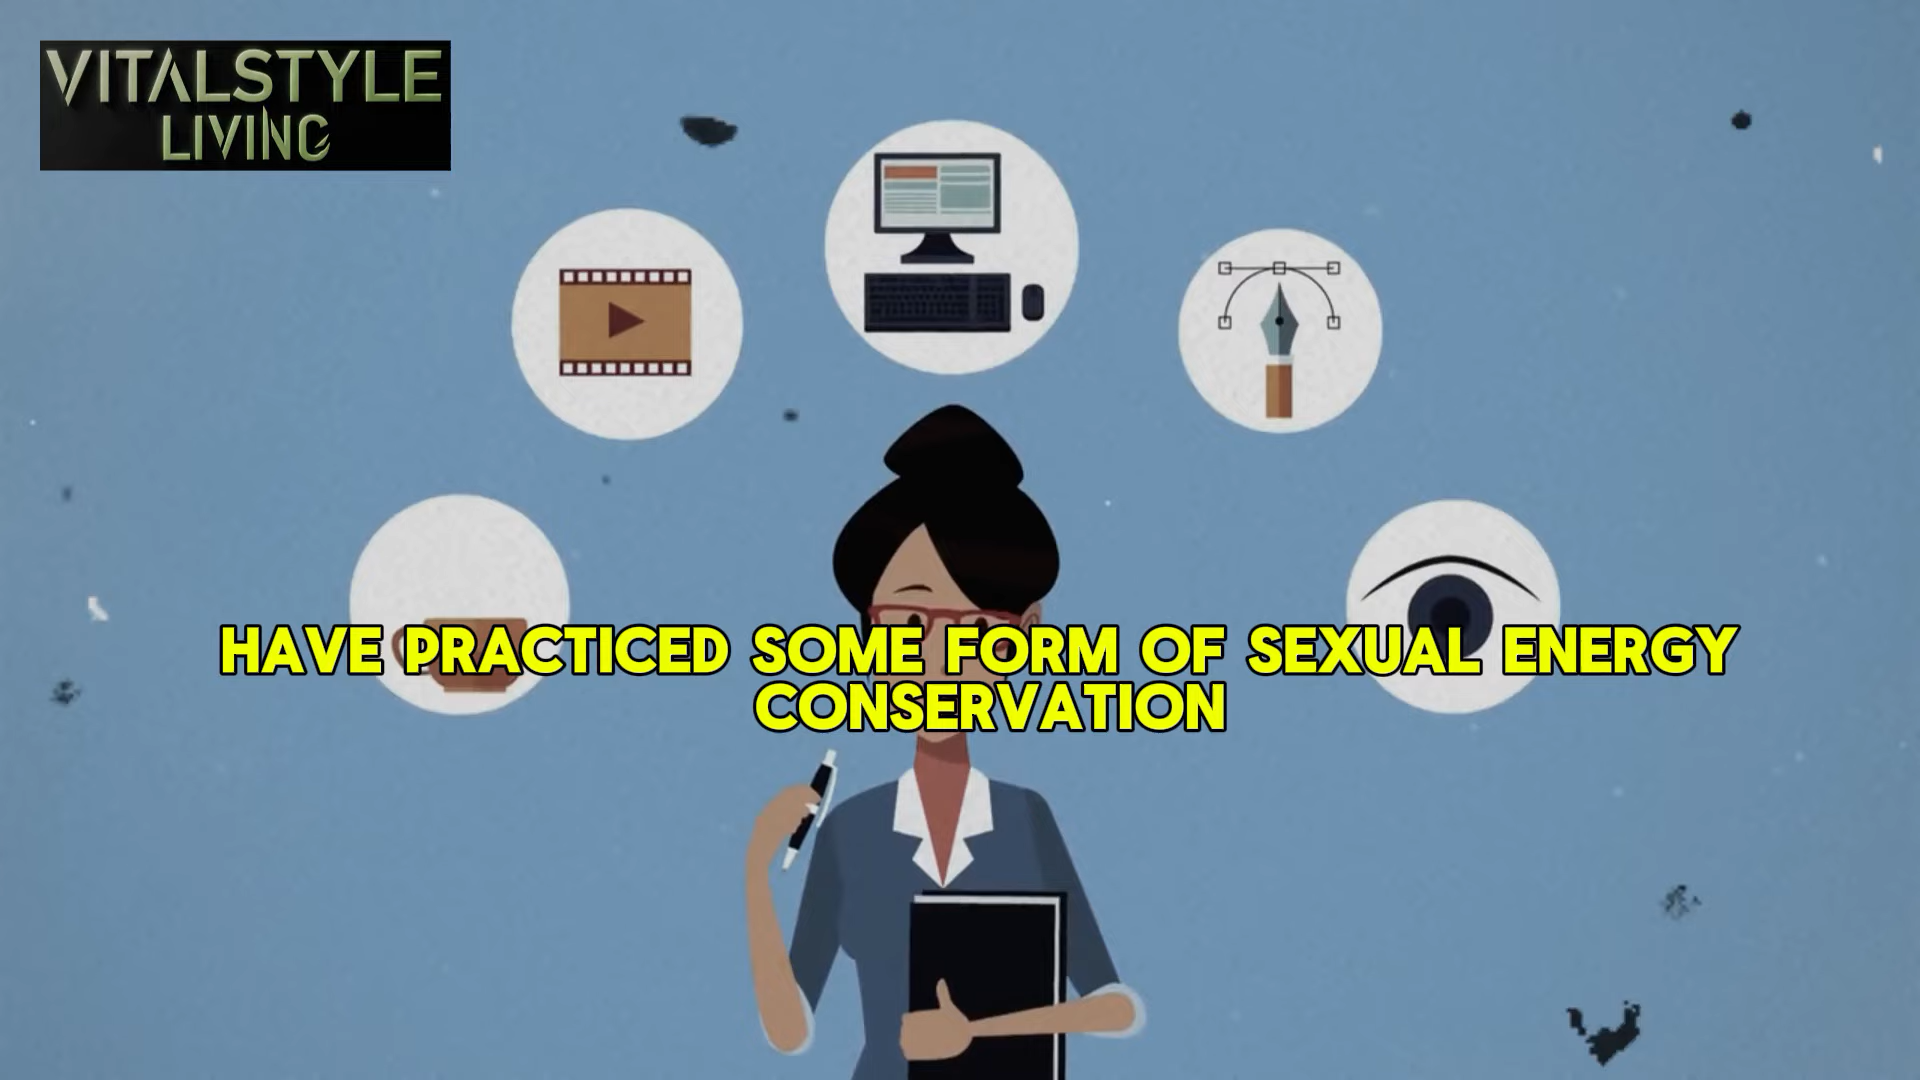 VITALSTYLE
LIVING
HAVE PRACTICED SOME FORM OF SEXUAL ENERGY
CONSERVATION